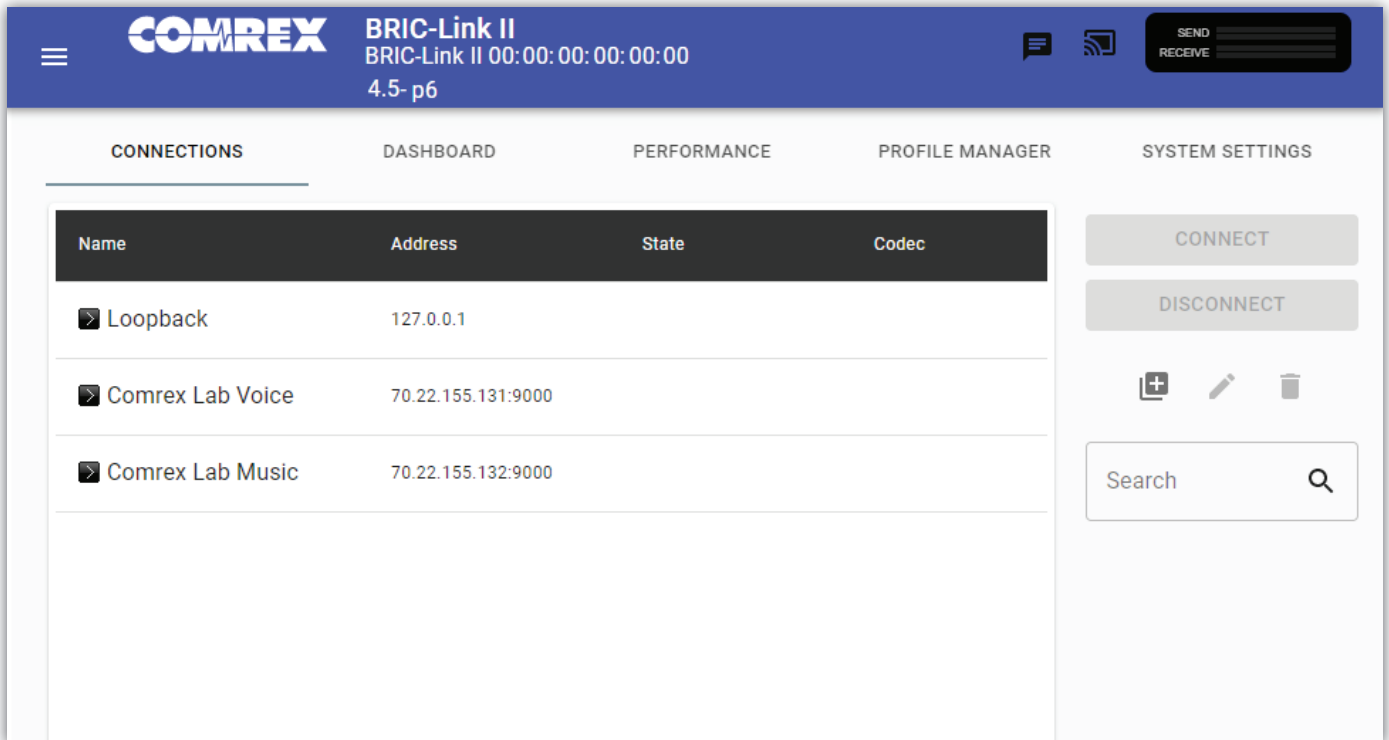 COMREX
BRIC-Link II
BRIC-Link II 00:00:00:00:00:00
4.5- p6
SEND
RECEIVE
CONNECTIONS DASHBOARD PERFORMANCE PROFILE MANAGER SYSTEM SETTINGS
Name Address State Codec
CONNECT
Loopback 127.0.0.1
DISCONNECT
Comrex Lab Voice 70.22.155.131:9000
Comrex Lab Music 70.22.155.132:9000
Search